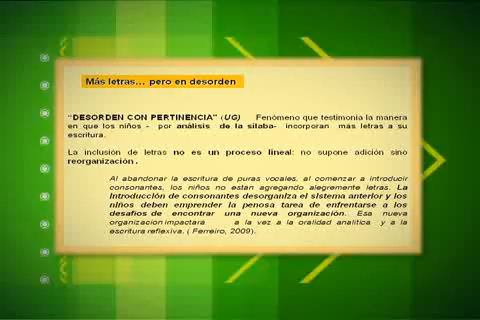 Más letras... pero en desorden
"DESORDEN CON PERTINENCIA" (UG) Fenómeno que testimonia la manera
en que los niños - por análisis de la sílaba- incorporan más letras a su
escritura.
La inclusión de letras no es un proceso lineal: no supone adición sino
reorganización.
Al abandonar la escritura de puras vocales, al comenzar a introducir
consonantes, los niños no están agregando alegremente letras. La
introducción de consonantes desorganiza el sistema anterior y los
niños deben emprender la penosa tarea de enfrentarse a los
desafíos de encontrar una nueva organización. Esa nueva
organización impactara a la vez a la oralidad analítica y a la
escritura reflexiva. ( Ferreiro, 2009).